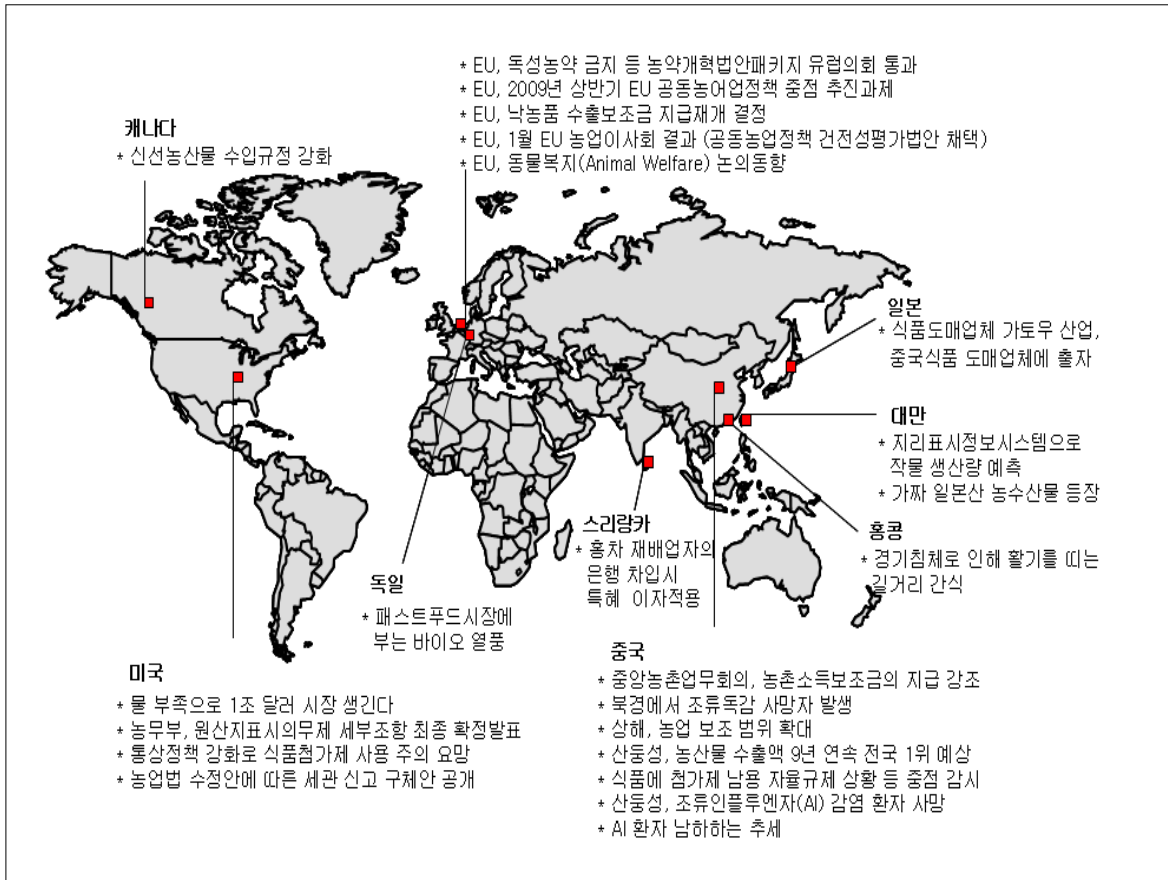 * EU, 독성농약 금지 등 농약개혁법안패키지 유럽의회 통과
* EU, 2009년 상반기 EU 공동농어업정책 중점 추진과제
* EU, 낙농품 수출보조금 지급재개 결정
* EU, 1월 EU 농업이사회 결과 (공동농업정책 건전성평가법안 채택)
* EU, 동물복지(Animal Welfare) 논의동향
캐나다
* 신선농산물 수입규정 강화
일본
* 식품도매업체 가토우 산업,
중국식품 도매업체에 출자
대만
* 지리표시정보시스템으로
작물 생산량 예측
* 가짜 일본산 농수산물 등장
홍콩
* 경기침체로 인해 활기를 띠는
길거리 간식
스리랑카
* 홍차 재배업자의
은행 차입시
특혜 이자적용
독일
* 패스트푸드시장에
부는 바이오 열풍
미국
* 물 부족으로 1조 달러 시장 생긴다
* 농무부, 원산지표시의무제 세부조항 최종 확정발표
* 통상정책 강화로 식품첨가제 사용 주의 요망
* 농업법 수정안에 따른 세관 신고 구체안 공개
중국
* 중앙농촌업무회의, 농촌소득보조금의 지급 강조
* 북경에서 조류독감 사망자 발생
* 상해, 농업 보조 범위 확대
* 산둥성, 농산물 수출액 9년 연속 전국 1위 예상
* 식품에 첨가제 남용 자율규제 상황 등 중점 감시
* 산둥성, 조류인플루엔자(AI) 감염 환자 사망
* AI 환자 남하하는 추세